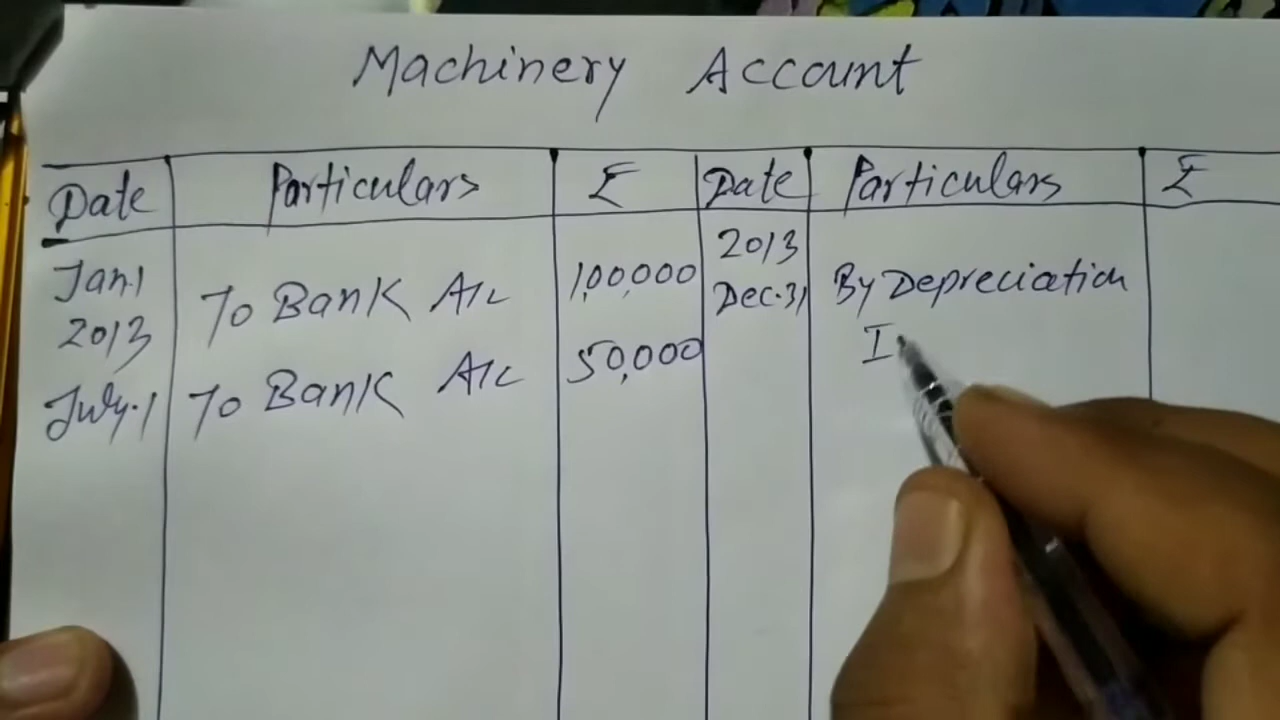 Machinery Account
Date Particulars ₹ Date Particulars ₹
Jan.1 2013 To Bank A/c 1,00,000
July.1 To Bank A/c 50,000
2013
Dec.31 By Depreciation
I